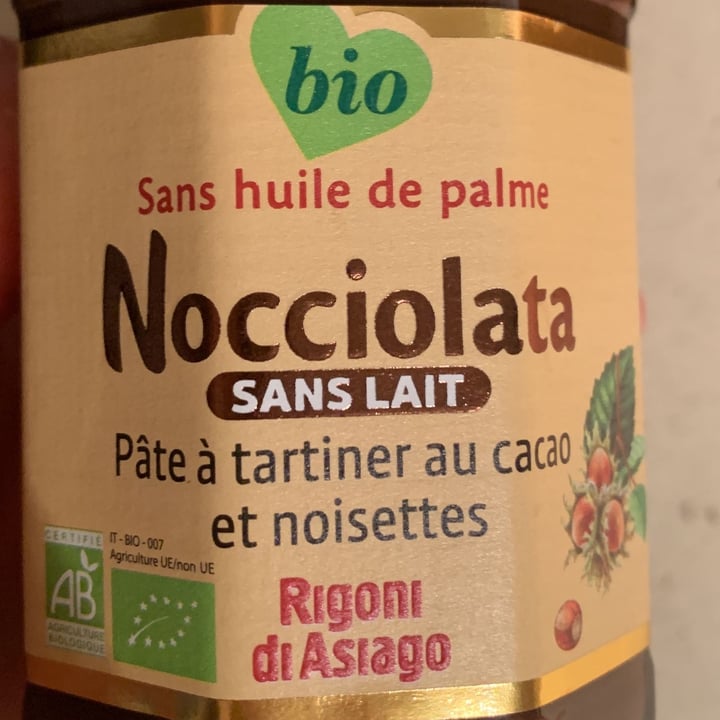 bio
Sans huile de palme
Nocciolata
SANS LAIT
Pâte à tartiner au cacao
et noisettes
CERTIFIÉ
AB
AGRICULTURE
BIOLOGIQUE
IT - BIO - 007
Agriculture UE/non UE
Rigoni
di Asiago